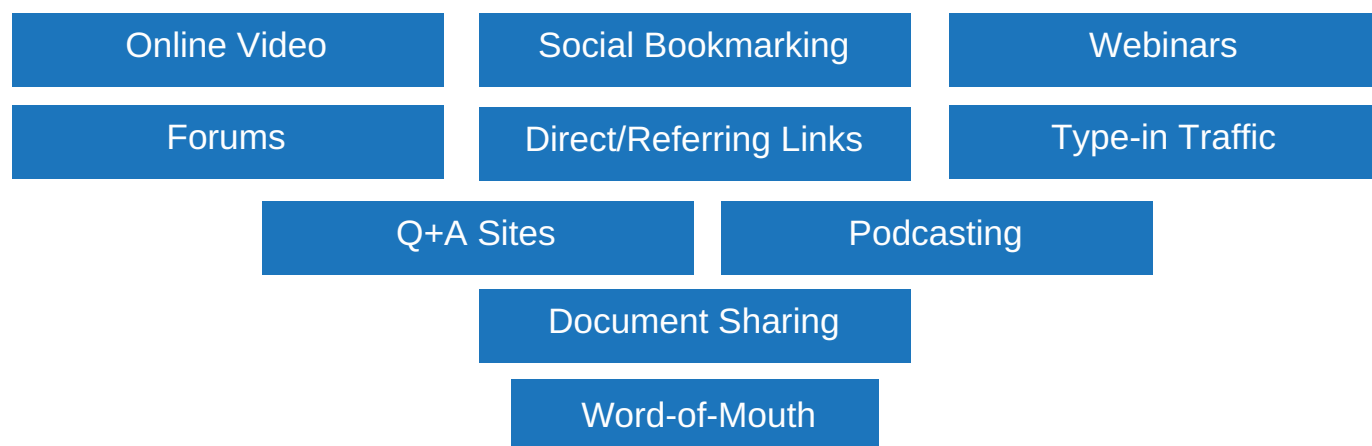 Online Video
Social Bookmarking
Webinars
Forums
Direct/Referring Links
Type-in Traffic
Q+A Sites
Podcasting
Document Sharing
Word-of-Mouth